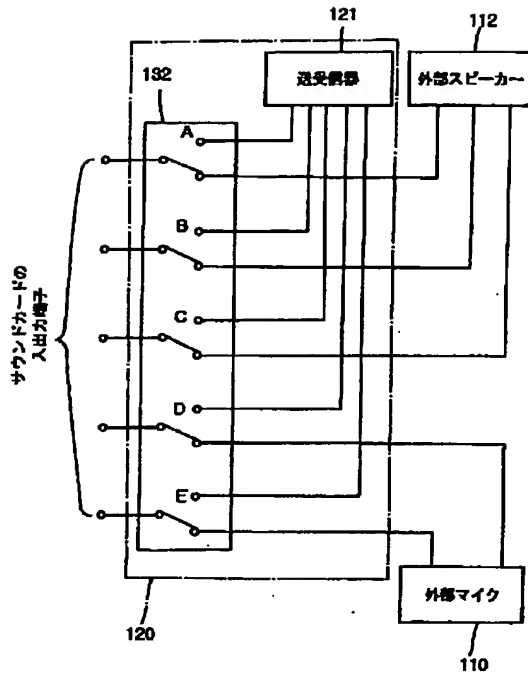 121
112
132
送受信器
外部スピーカー
A
B
C
D
E
サウンドカードの
入出力端子
外部マイク
120
110